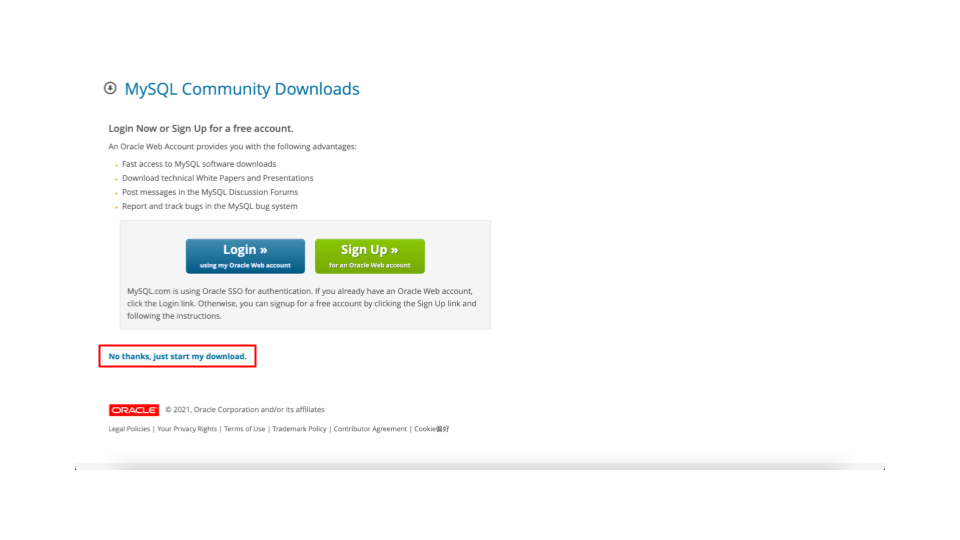 MySQL Community Downloads
Login Now or Sign Up for a free account.
An Oracle Web Account provides you with the following advantages:
Fast access to MySQL software downloads
Download technical White Papers and Presentations
Post messages in the MySQL Discussion Forums
Report and track bugs in the MySQL bug system
Login »
using my Oracle Web account
Sign Up »
for an Oracle Web account
MySQL.com is using Oracle SSO for authentication. If you already have an Oracle Web account,
click the Login link. Otherwise, you can signup for a free account by clicking the Sign Up link and
following the instructions.
No thanks, just start my download.
ORACLE © 2021, Oracle Corporation and/or its affiliates
Legal Policies | Your Privacy Rights | Terms of Use | Trademark Policy | Contributor Agreement | Cookie偏好